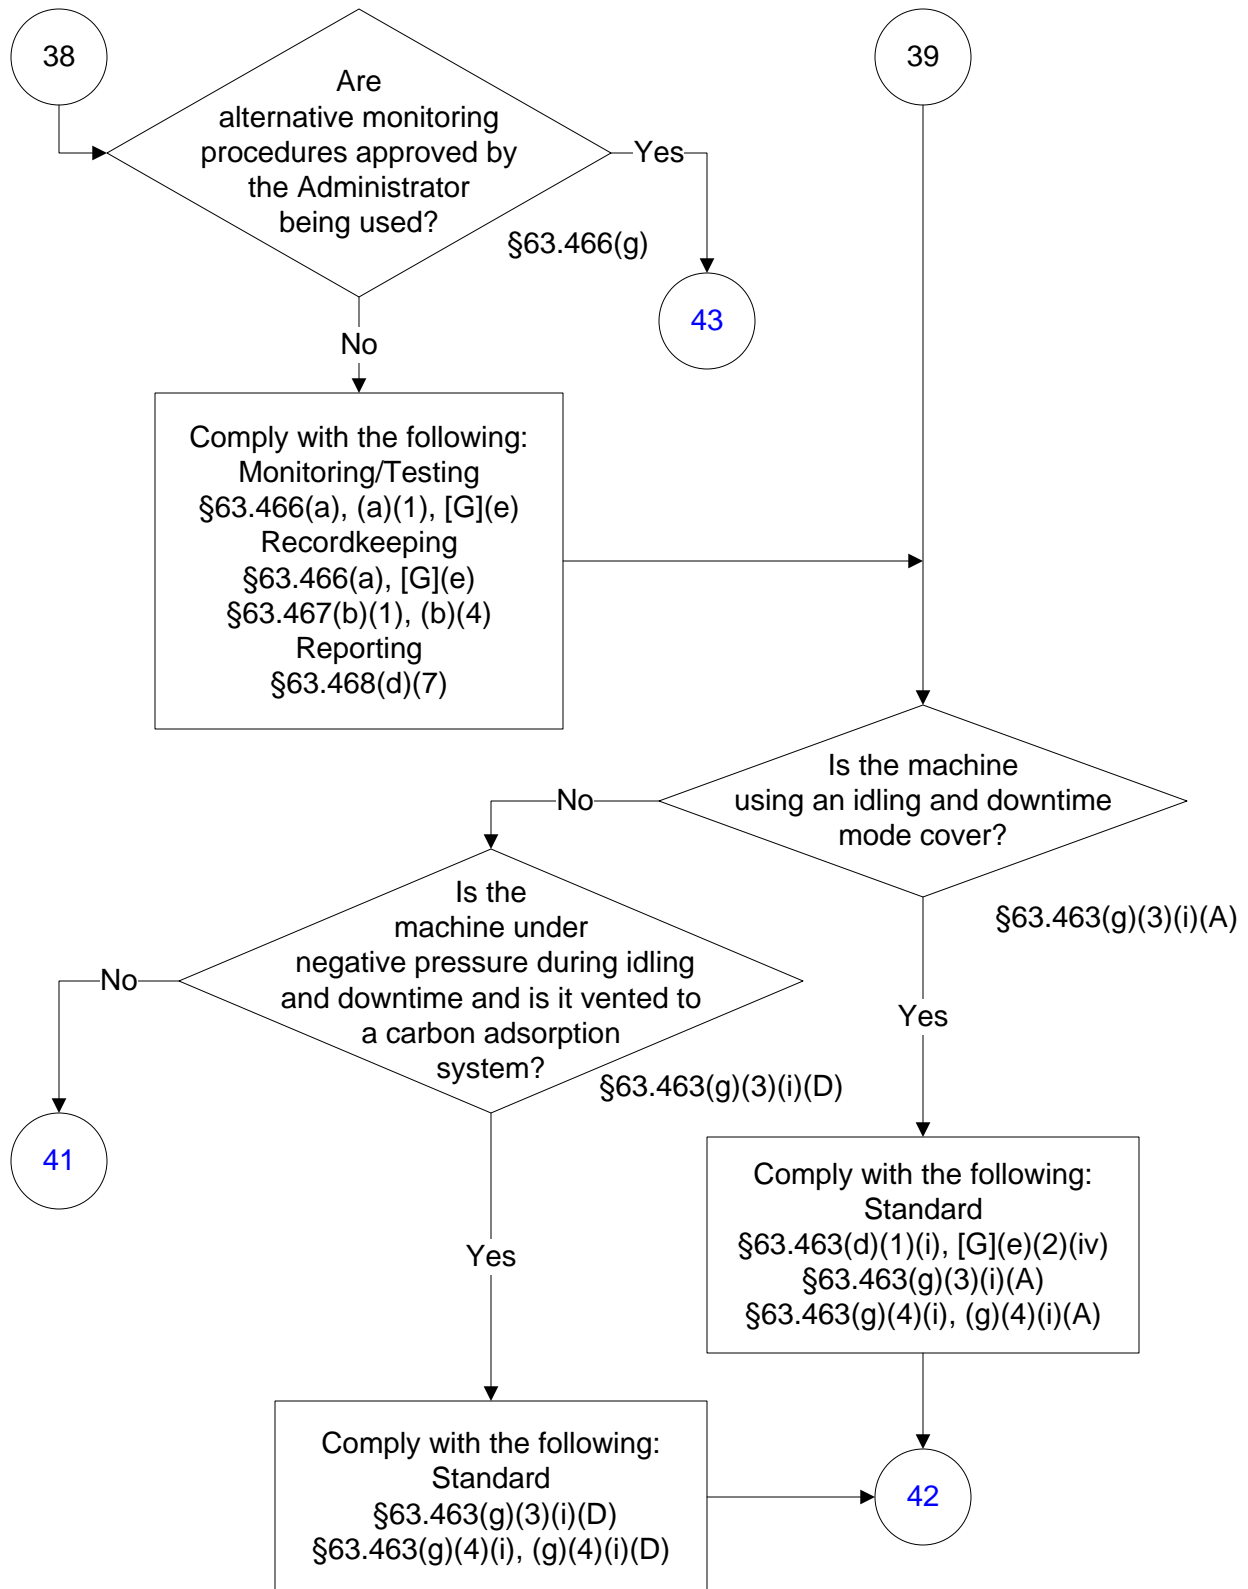 38
39
Are
alternative monitoring
procedures approved by
the Administrator
being used?
Yes
§63.466(g)
43
No
Comply with the following:
Monitoring/Testing
§63.466(a), (a)(1), [G](e)
Recordkeeping
§63.466(a), [G](e)
§63.467(b)(1), (b)(4)
Reporting
§63.468(d)(7)
Is the machine
using an idling and downtime
mode cover?
No
§63.463(g)(3)(i)(A)
Is the
machine under
negative pressure during idling
and downtime and is it vented to
a carbon adsorption
system?
No
§63.463(g)(3)(i)(D)
Yes
41
Comply with the following:
Standard
§63.463(d)(1)(i), [G](e)(2)(iv)
§63.463(g)(3)(i)(A)
§63.463(g)(4)(i), (g)(4)(i)(A)
Yes
Comply with the following:
Standard
§63.463(g)(3)(i)(D)
§63.463(g)(4)(i), (g)(4)(i)(D)
42